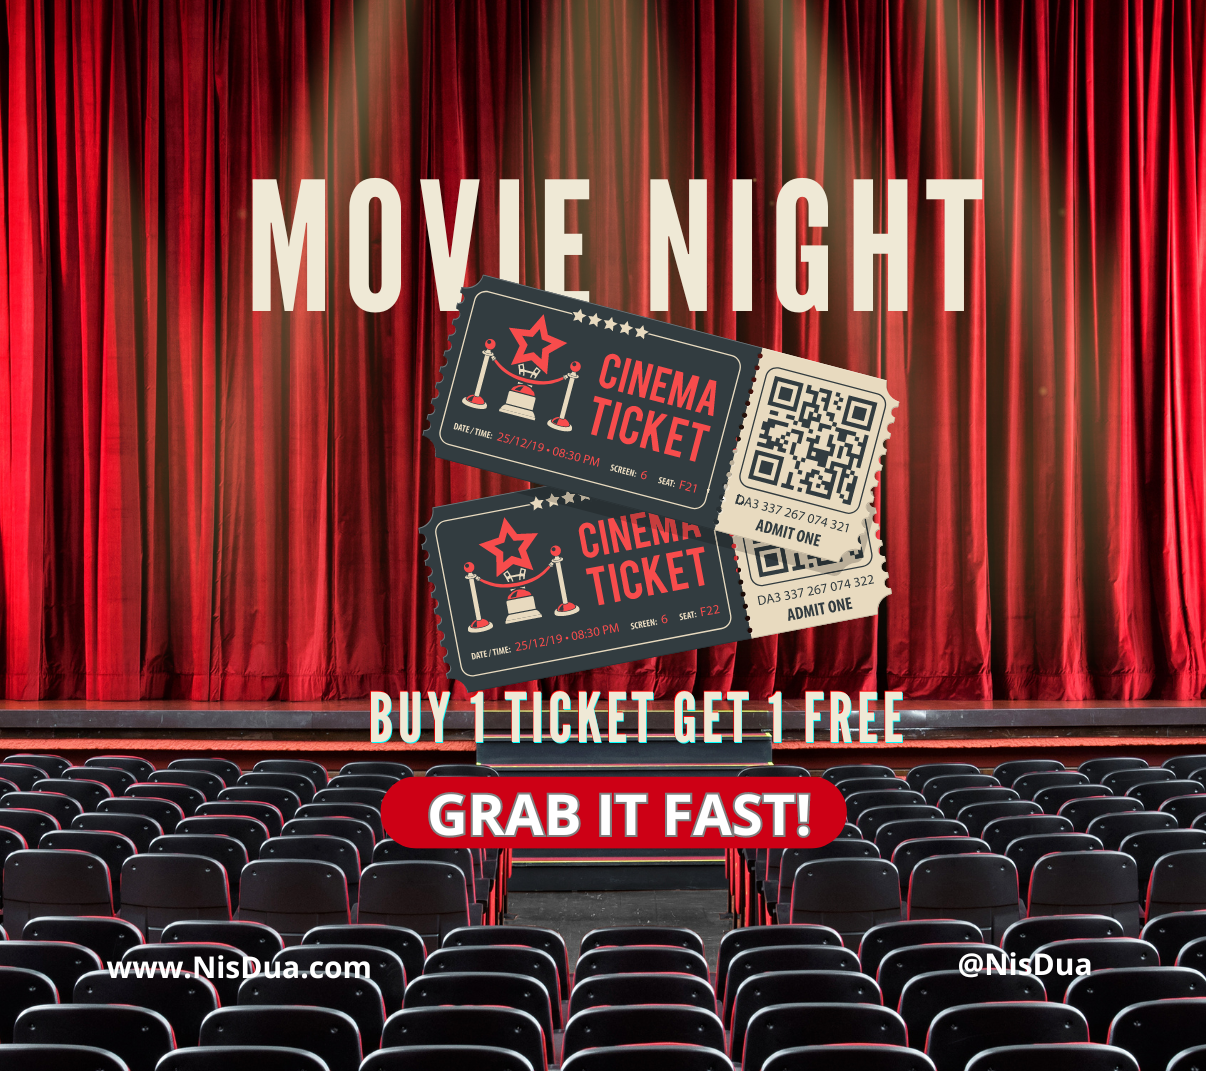 MOVIE NIGHT
CINEMA
TICKET
DATE / TIME: 25/12/19 • 08:30 PM SCREEN: 6 SEAT: F21
DA3 337 267 074 321
ADMIT ONE
CINEMA
TICKET
DATE / TIME: 25/12/19 • 08:30 PM SCREEN: 6 SEAT: F22
DA3 337 267 074 322
ADMIT ONE
BUY 1 TICKET GET 1 FREE
GRAB IT FAST!
www.NisDua.com
@NisDua